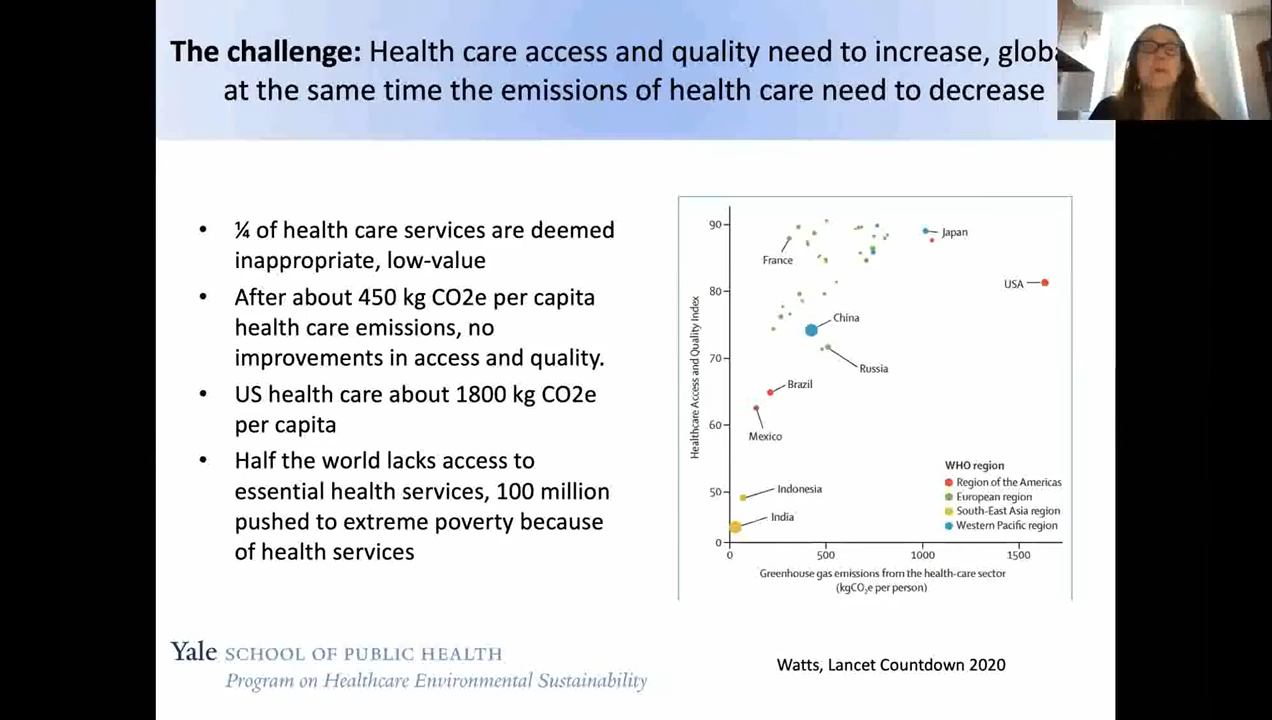 The challenge: Health care access and quality need to increase,
at the same time the emissions of health care need to decrease
• ¼ of health care services are deemed
inappropriate, low-value
• After about 450 kg CO2e per capita
health care emissions, no
improvements in access and quality.
• US health care about 1800 kg CO2e
per capita
• Half the world lacks access to
essential health services, 100 million
pushed to extreme poverty because
of health services
Healthcare Access and Quality Index
90
80
70
60
50
0
France
Japan
USA
China
Russia
Brazil
Mexico
Indonesia
India
WHO region
Region of the Americas
European region
South-East Asia region
Western Pacific region
0 500 1000 1500
Greenhouse gas emissions from the health-care sector
(kgCO₂e per person)
Yale SCHOOL OF PUBLIC HEALTH
Program on Healthcare Environmental Sustainability
Watts, Lancet Countdown 2020